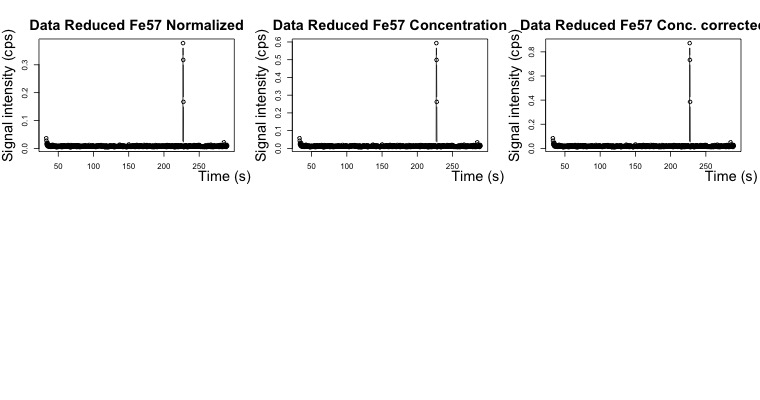 Data Reduced Fe57 Normalized
Signal intensity (cps)
0.0 0.1 0.2 0.3
50 100 150 200 250
Time (s)
Data Reduced Fe57 Concentration
Signal intensity (cps)
0.0 0.1 0.2 0.3 0.4 0.5 0.6
50 100 150 200 250
Time (s)
Data Reduced Fe57 Conc. corrected
Signal intensity (cps)
0.0 0.2 0.4 0.6 0.8
50 100 150 200 250
Time (s)